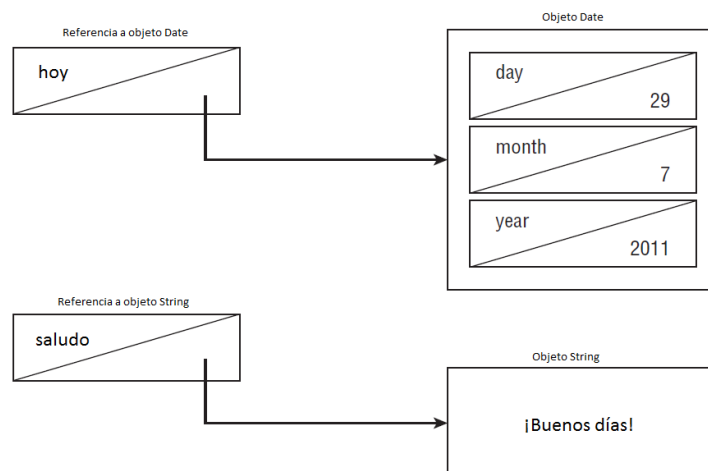 Referencia a objeto Date
hoy
Objeto Date
day
29
month
7
year
2011
Referencia a objeto String
saludo
Objeto String
¡Buenos días!